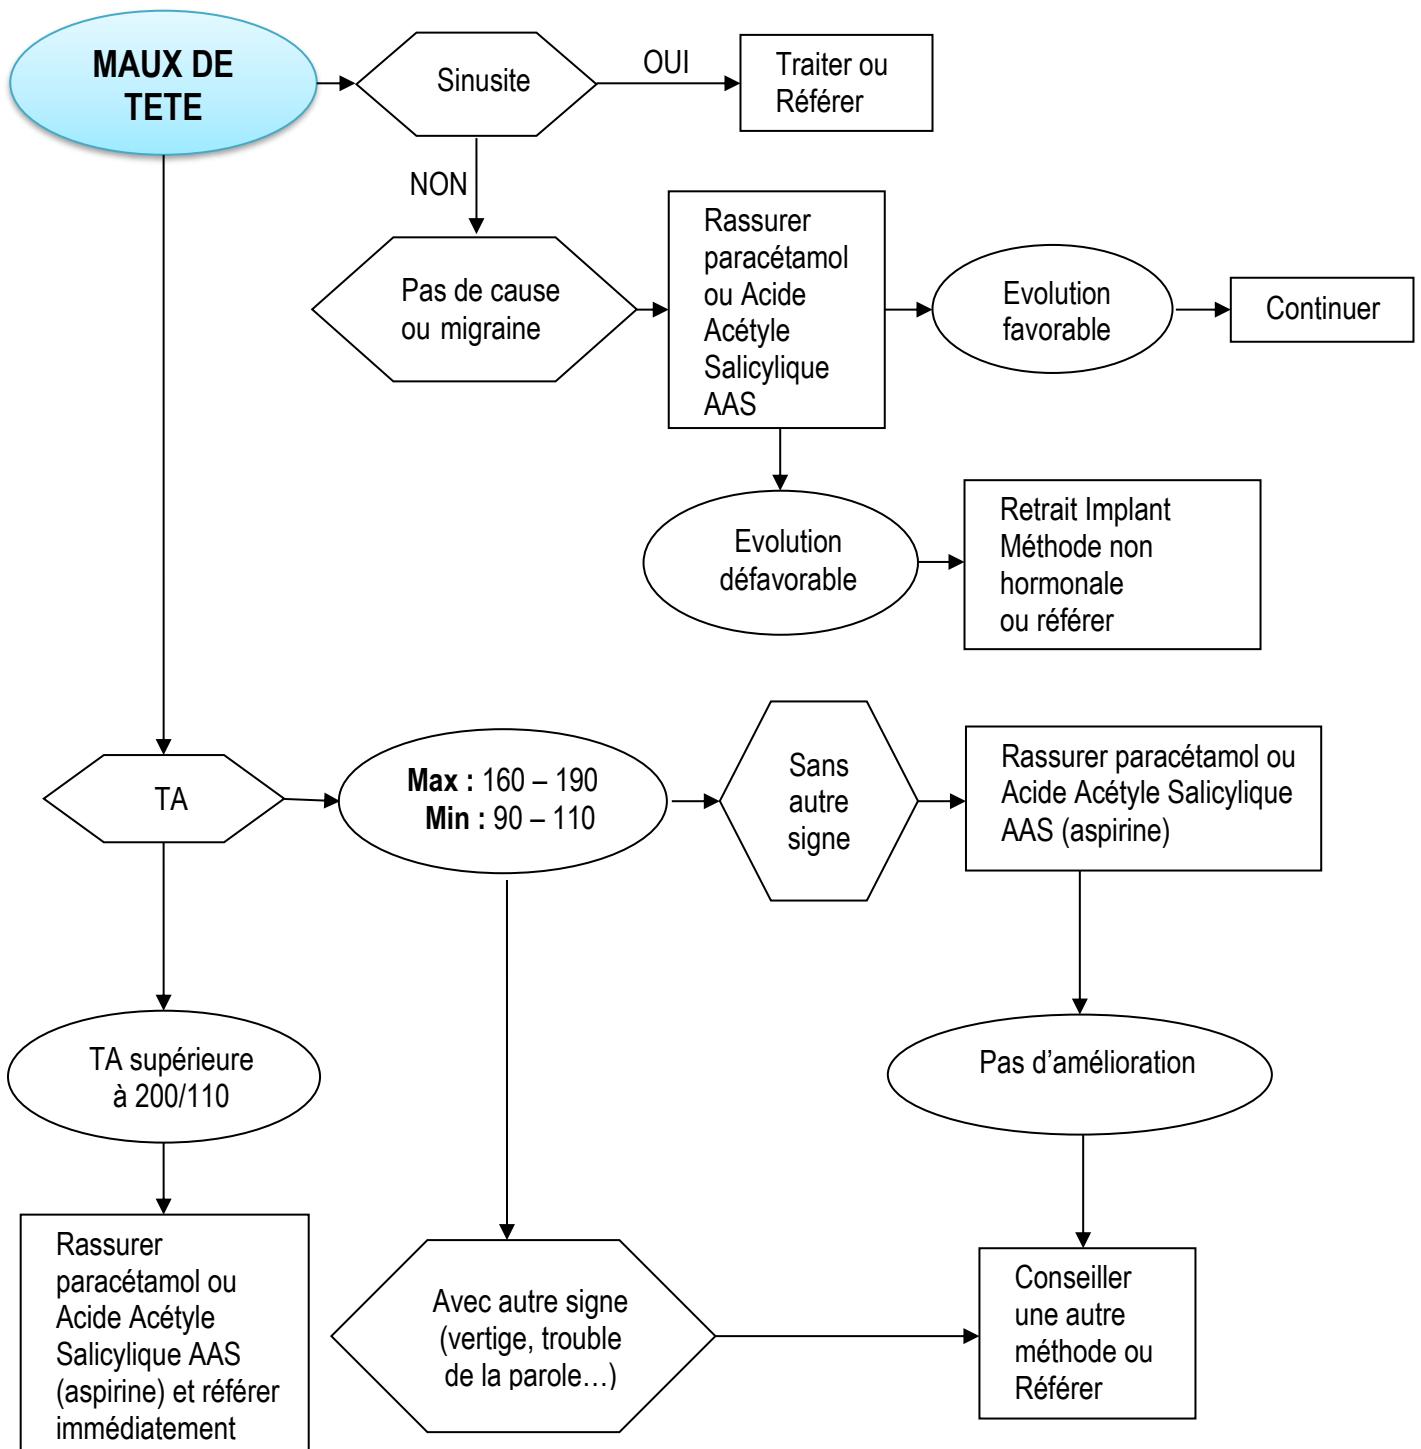 MAUX DE
TETE
Sinusite
OUI
Traiter ou
Référer
NON
Pas de cause
ou migraine
Rassurer
paracétamol
ou Acide
Acétyle
Salicylique
AAS
Evolution
favorable
Continuer
Evolution
défavorable
Retrait Implant
Méthode non
hormonale
ou référer
TA
Max : 160 – 190
Min : 90 – 110
Sans
autre
signe
Rassurer paracétamol ou
Acide Acétyle Salicylique
AAS (aspirine)
TA supérieure
à 200/110
Pas d’amélioration
Rassurer
paracétamol ou
Acide Acétyle
Salicylique AAS
(aspirine) et référer
immédiatement
Avec autre signe
(vertige, trouble
de la parole…)
Conseiller
une autre
méthode ou
Référer